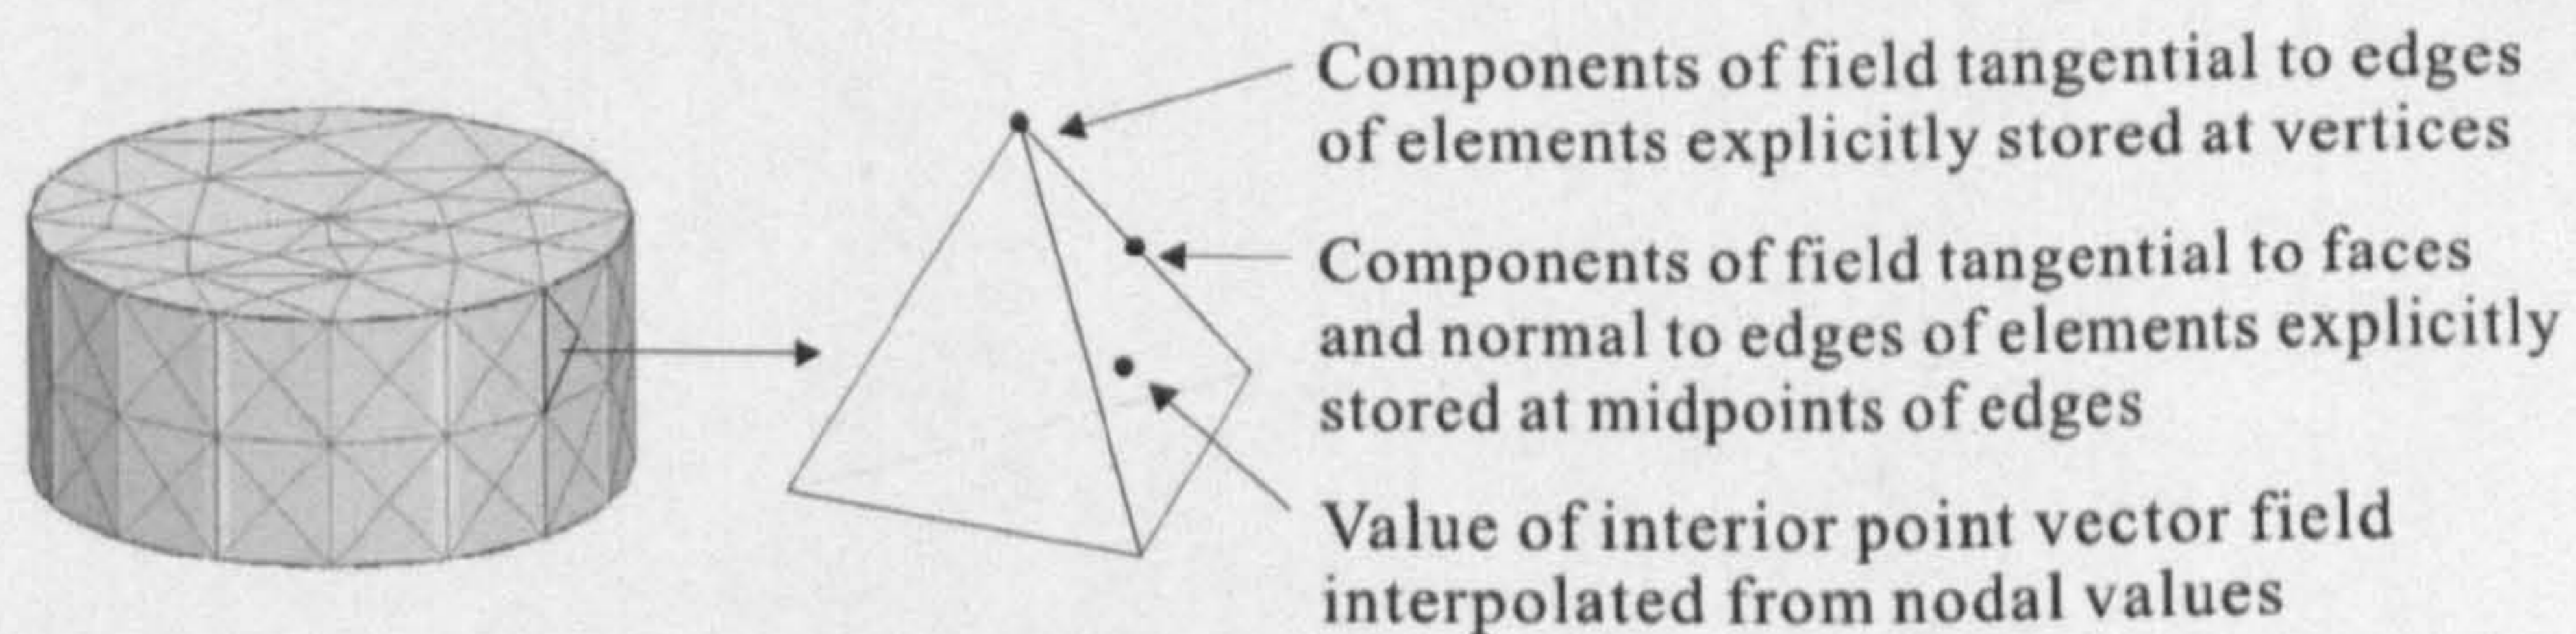 Components of field tangential to edges
of elements explicitly stored at vertices
Components of field tangential to faces
and normal to edges of elements explicitly
stored at midpoints of edges
Value of interior point vector field
interpolated from nodal values